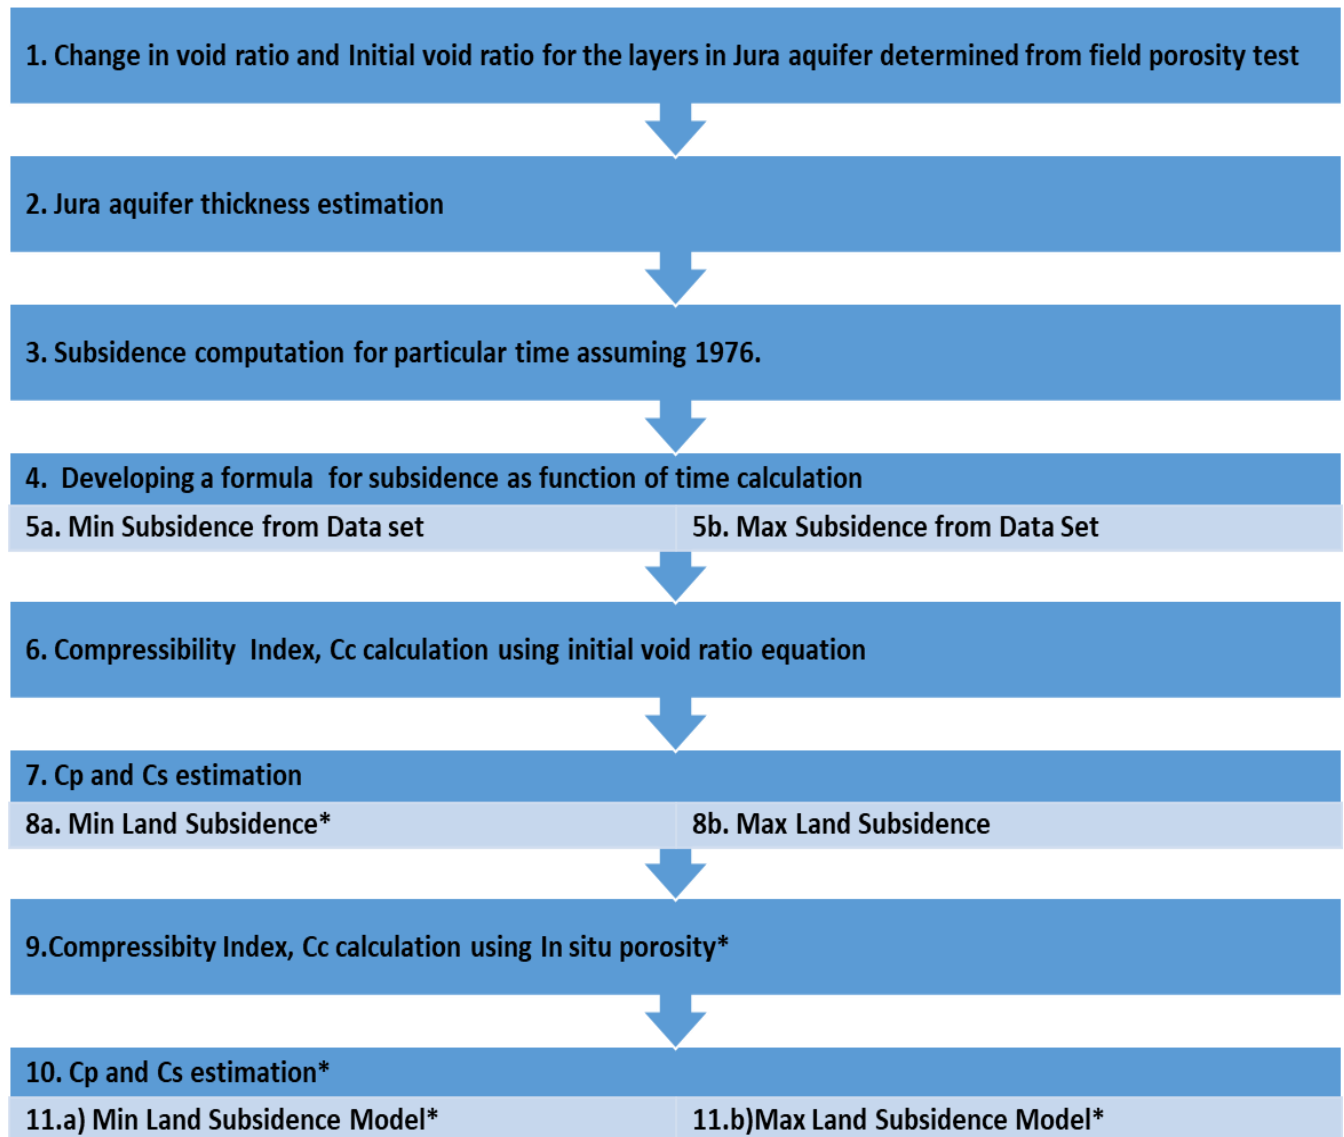 1. Change in void ratio and Initial void ratio for the layers in Jura aquifer determined from field porosity test
2. Jura aquifer thickness estimation
3. Subsidence computation for particular time assuming 1976.
4. Developing a formula for subsidence as function of time calculation
5a. Min Subsidence from Data set
5b. Max Subsidence from Data Set
6. Compressibility Index, Cc calculation using initial void ratio equation
7. Cp and Cs estimation
8a. Min Land Subsidence*
8b. Max Land Subsidence
9.Compressibity Index, Cc calculation using In situ porosity*
10. Cp and Cs estimation*
11.a) Min Land Subsidence Model*
11.b)Max Land Subsidence Model*